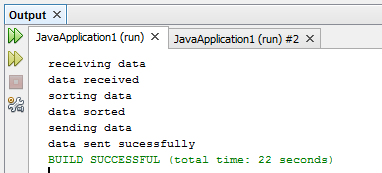 Output
JavaApplication1 (run) JavaApplication1 (run) #2
receiving data
data received
sorting data
data sorted
sending data
data sent sucessfully
BUILD SUCCESSFUL (total time: 22 seconds)